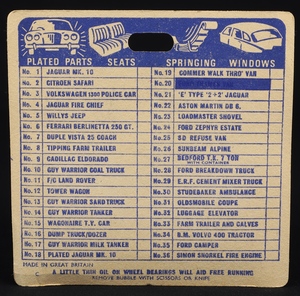 PLATED PARTS SEATS SPRINGING WINDOWS
No. 1 JAGUAR MK. 10
No. 2 CITROEN SAFARI
No. 3 VOLKSWAGEN 1200 POLICE CAR
No. 4 JAGUAR FIRE CHIEF
No. 5 WILLYS JEEP
No. 6 FERRARI BERLINETTA 250 GT.
No. 7 DUPLE VISTA 25 COACH
No. 8 TIPPING FARM TRAILER
No. 9 CADILLAC ELDORADO
No. 10 GUY WARRIOR COAL TRUCK
No. 11 F/C LAND ROVER
No. 12 TOWER WAGON
No. 13 GUY WARRIOR SAND TRUCK
No. 14 GUY WARRIOR TANKER
No. 15 WAGONAIRE T.V. CAR
No. 16 DUMP TRUCK/DOZER
No. 17 GUY WARRIOR MILK TANKER
No. 18 PLATED JAGUAR MK. 10
No. 19 COMMER WALK THRO' VAN
No. 20
No. 21 'E' TYPE '2+2' JAGUAR
No. 22 ASTON MARTIN DB 6.
No. 23 LOADMASTER SHOVEL
No. 24 FORD ZEPHYR ESTATE
No. 25 SD REFUSE VAN
No. 26 SUNBEAM ALPINE
No. 27 BEDFORD T.K. 7 TON
WITH CONTAINER
No. 28 FORD BREAKDOWN TRUCK
No. 29 E.R.F. CEMENT MIXER TRUCK
No. 30 STUDEBAKER AMBULANCE
No. 31 OLDSMOBILE COUPE
No. 32 LUGGAGE ELEVATOR
No. 33 FARM TRAILER AND CALVES
No. 34 B.M. VOLVO 400 TRACTOR
No. 35 FORD CAMPER
No. 36 SIMON SNORKEL FIRE ENGINE
MADE IN GREAT BRITAIN
A LITTLE THIN OIL ON WHEEL BEARINGS WILL AID FREE RUNNING
REMOVE BUBBLE WITH SCISSORS OR KNIFE